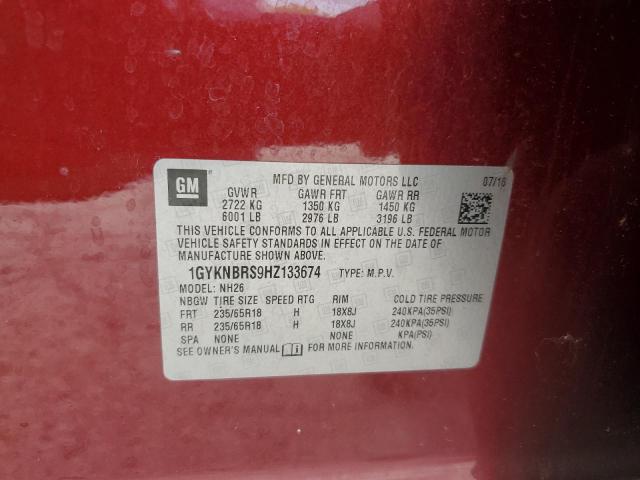 GM
MFD BY GENERAL MOTORS LLC 07/16
GVWR GAWR FRT GAWR RR
2722 KG 1350 KG 1450 KG
6001 LB 2976 LB 3196 LB
THIS VEHICLE CONFORMS TO ALL APPLICABLE U.S. FEDERAL MOTOR
VEHICLE SAFETY STANDARDS IN EFFECT ON THE DATE OF
MANUFACTURE SHOWN ABOVE.
1GYKNBRS9HZ133674 TYPE: M.P.V.
MODEL: NH26
NBGW TIRE SIZE SPEED RTG RIM COLD TIRE PRESSURE
FRT 235/65R18 H 18X8J 240KPA(35PSI)
RR 235/65R18 H 18X8J 240KPA(35PSI)
SPA NONE NONE KPA(PSI)
SEE OWNER'S MANUAL FOR MORE INFORMATION.